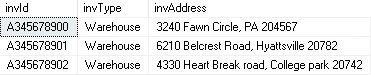 invId invType invAddress
A345678900 Warehouse 3240 Fawn Circle, PA 204567
A345678901 Warehouse 6210 Belcrest Road, Hyattsville 20782
A345678902 Warehouse 4330 Heart Break road, College park 20742